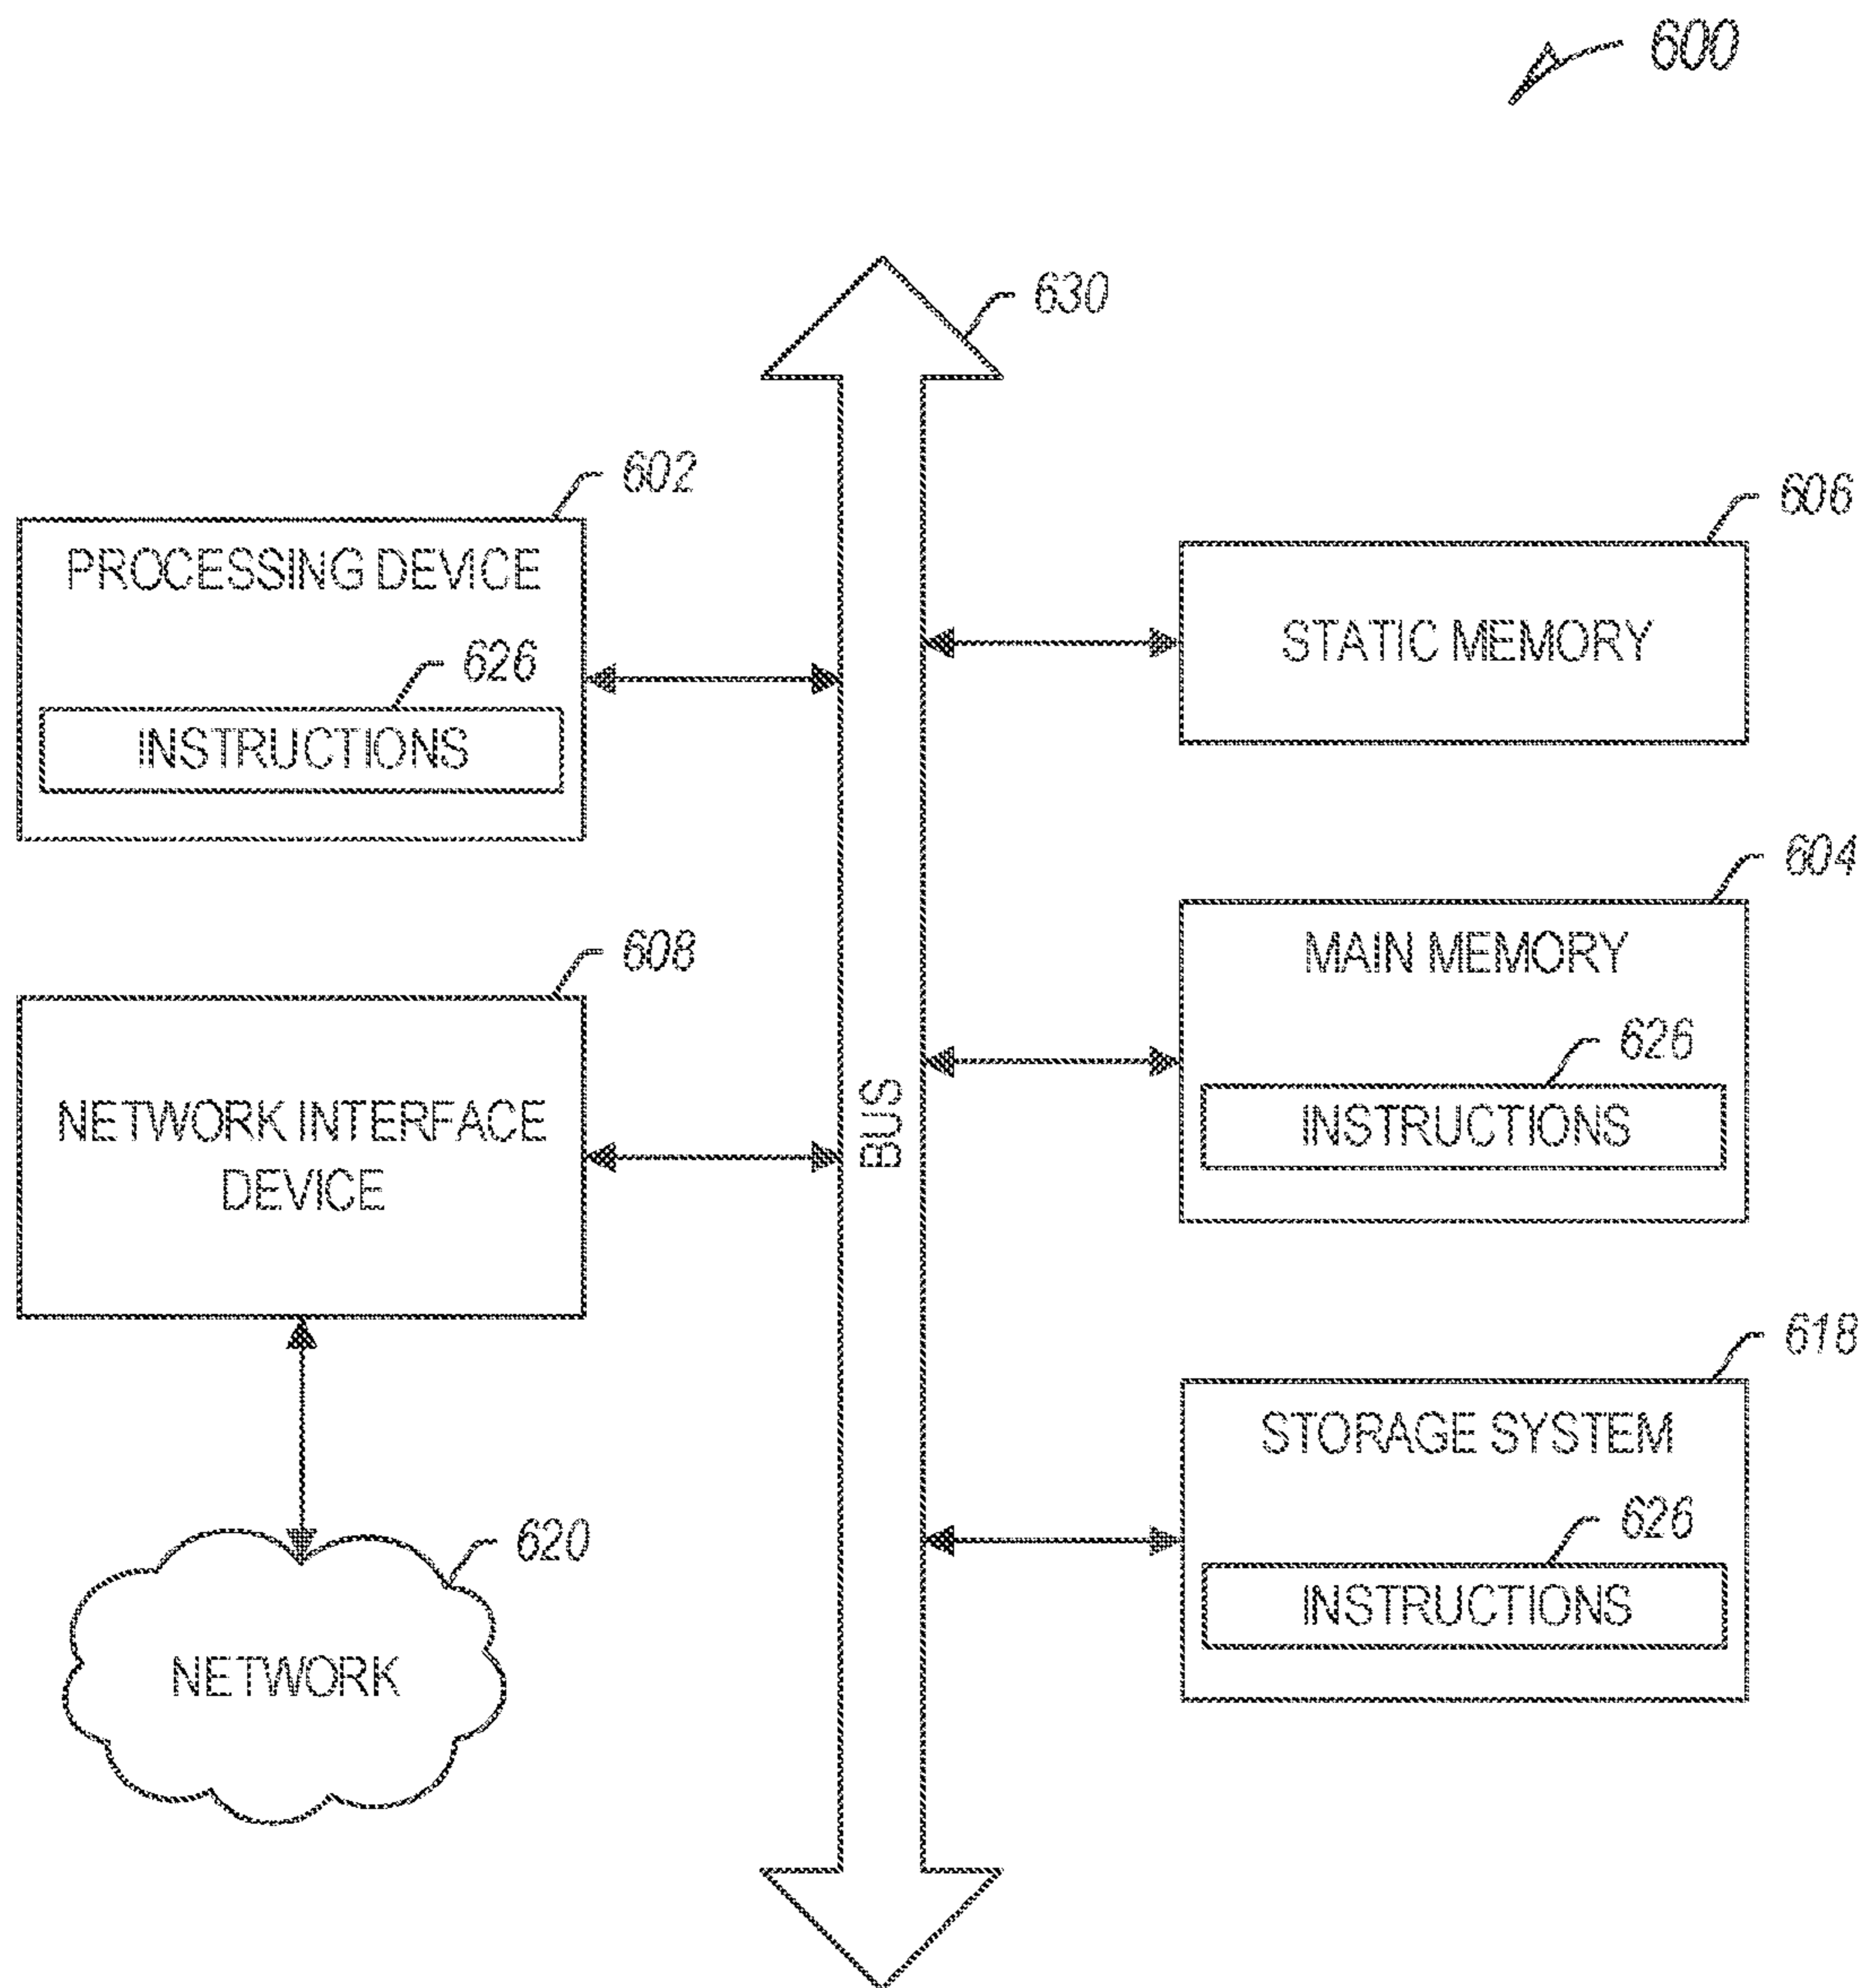 600
630
602
PROCESSING DEVICE
626
INSTRUCTIONS
606
STATIC MEMORY
604
MAIN MEMORY
626
INSTRUCTIONS
608
NETWORK INTERFACE
DEVICE
BUS
618
STORAGE SYSTEM
626
INSTRUCTIONS
620
NETWORK